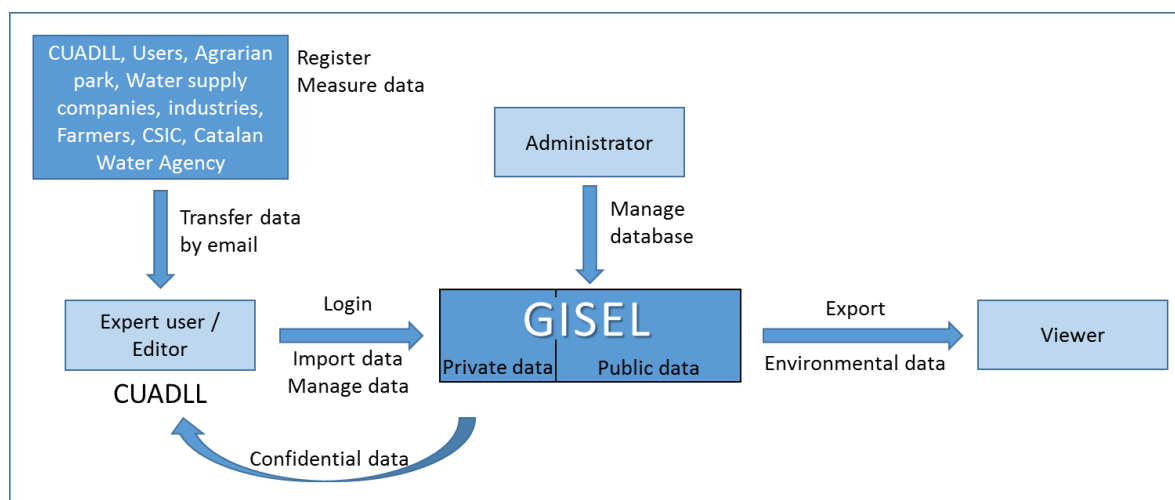 CUADLL, Users, Agrarian
park, Water supply
companies, industries,
Farmers, CSIC, Catalan
Water Agency
Register
Measure data
Administrator
Transfer data
by email
Manage
database
Expert user /
Editor
CUADLL
Login
Import data
Manage data
GISEL
Private data
Public data
Export
Environmental data
Viewer
Confidential data